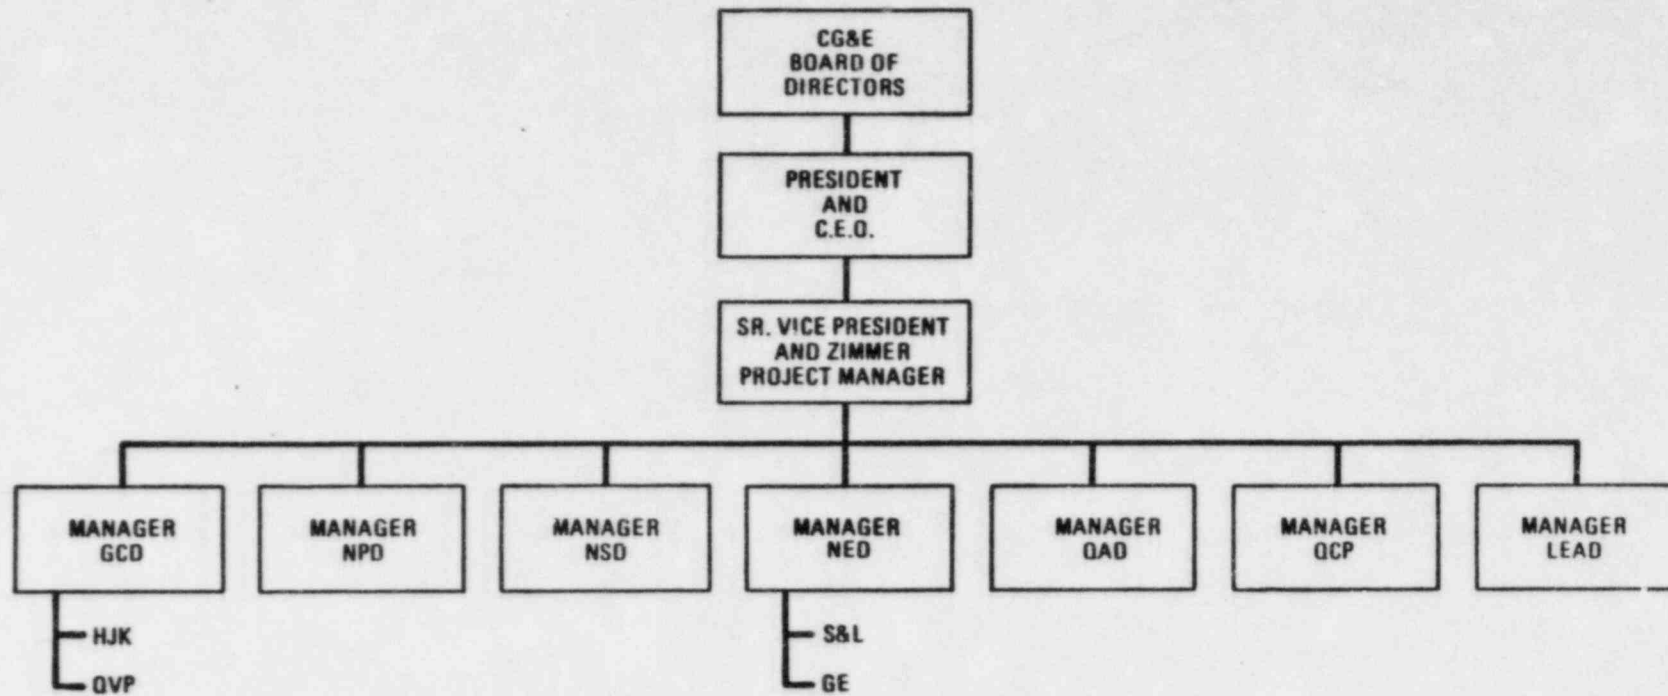 CG&E
BOARD OF
DIRECTORS
PRESIDENT
AND
C.E.O.
SR. VICE PRESIDENT
AND ZIMMER
PROJECT MANAGER
MANAGER
GCD
MANAGER
NPD
MANAGER
NSD
MANAGER
NED
MANAGER
QAD
MANAGER
QCP
MANAGER
LEAD
HJK
QVP
S&L
GE